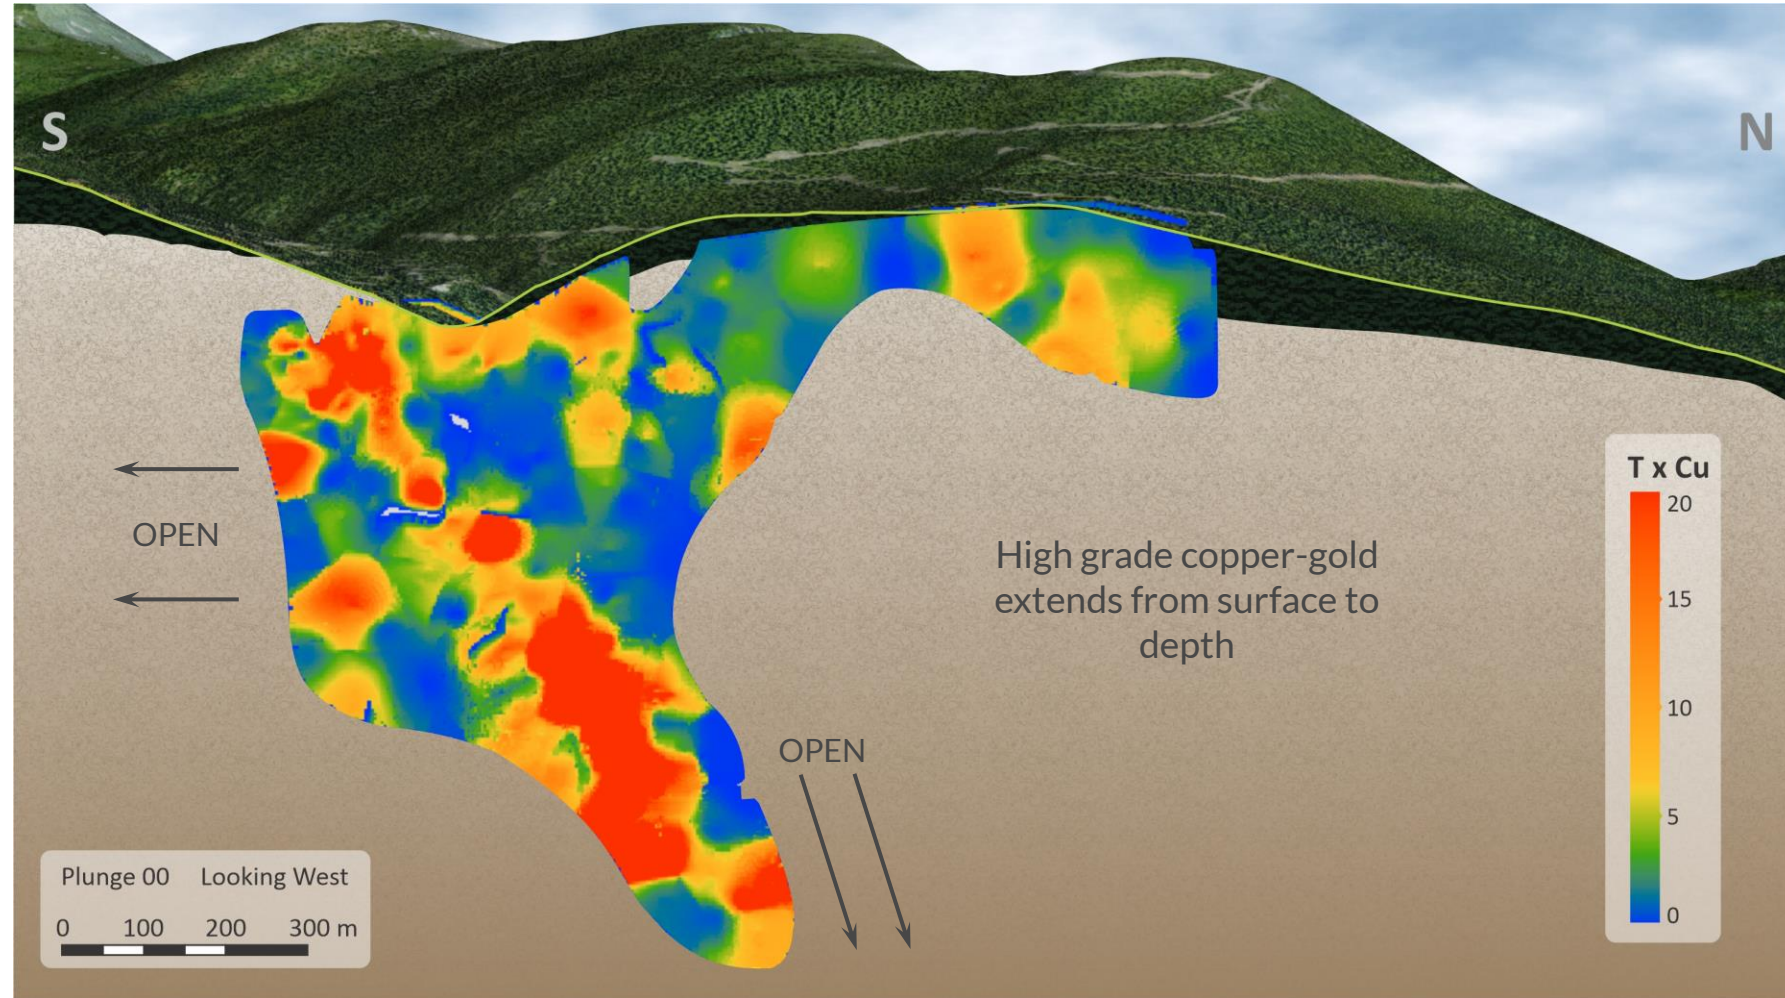 S
N
T x Cu
20
15
10
5
0
OPEN
High grade copper-gold
extends from surface to
depth
OPEN
Plunge 00 Looking West
0 100 200 300 m